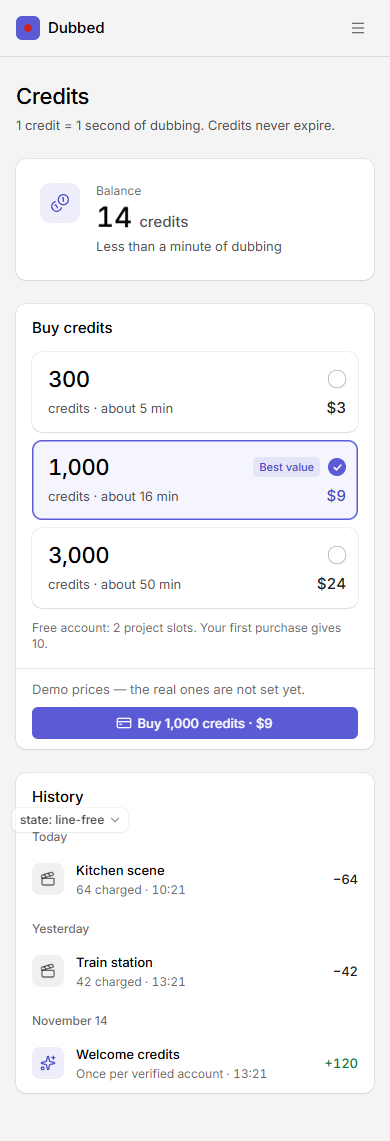 Dubbed
Credits
1 credit = 1 second of dubbing. Credits never expire.
Balance
14 credits
Less than a minute of dubbing
Buy credits
300
credits · about 5 min
$3
1,000
Best value
credits · about 16 min
$9
3,000
credits · about 50 min
$24
Free account: 2 project slots. Your first purchase gives
10.
Demo prices — the real ones are not set yet.
Buy 1,000 credits · $9
History
state: line-free
Today
Kitchen scene
64 charged · 10:21
−64
Yesterday
Train station
42 charged · 13:21
−42
November 14
Welcome credits
Once per verified account · 13:21
+120